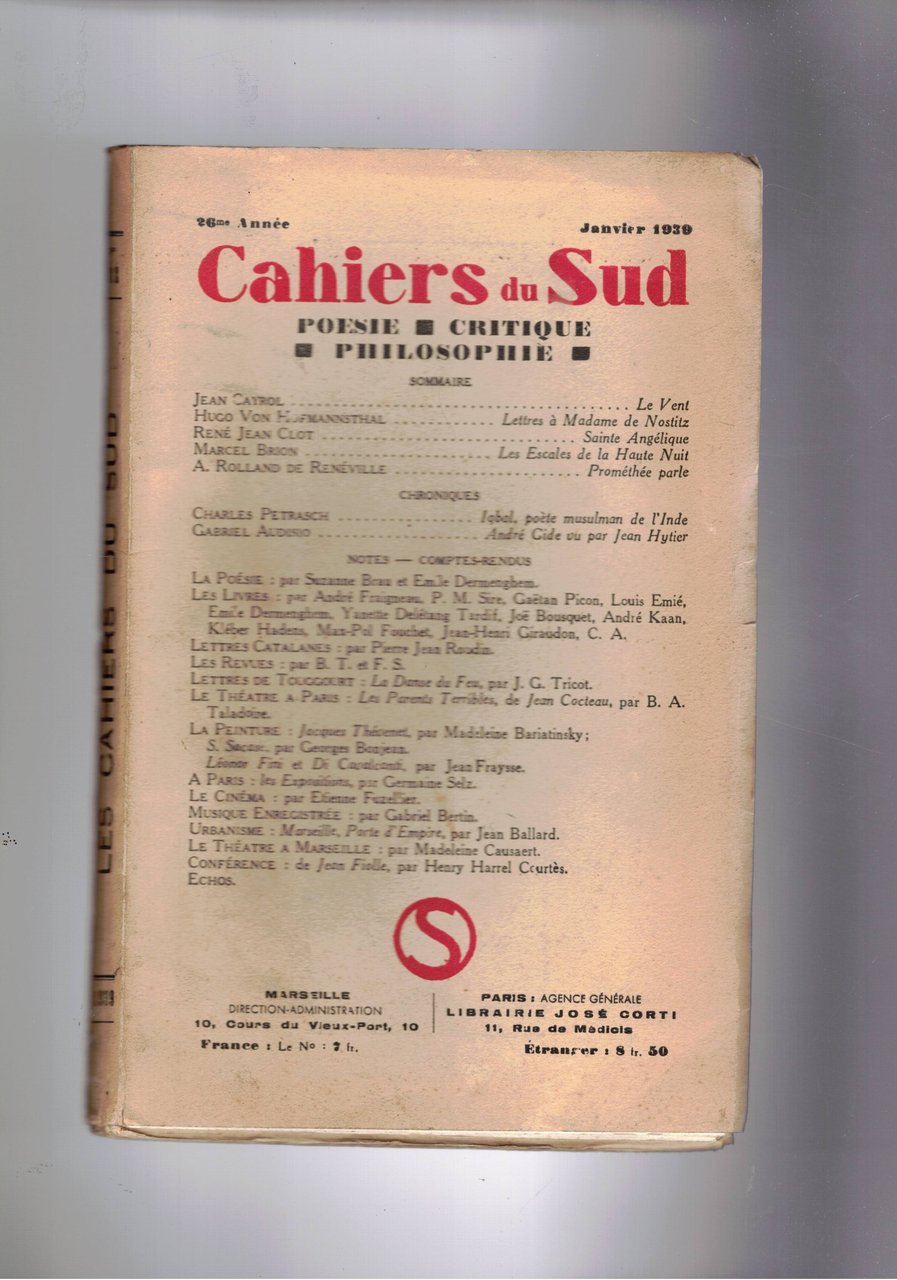 26me Année Janvier 1939
Cahiers du Sud
POESIE ■ CRITIQUE
■ PHILOSOPHIE ■
SOMMAIRE
JEAN CAYROL ........ Le Vent
HUGO VON HOFMANNSTHAL ........ Lettres à Madame de Nostitz
RENÉ JEAN CLOT ........ Sainte Angélique
MARCEL BRION ........ Les Escales de la Haute Nuit
A. ROLLAND DE RENÉVILLE ........ Prométhée parle
CHRONIQUES
CHARLES PETRASCH ........ Iqbal, poète musulman de l'Inde
GABRIEL AUDISIO ........ André Gide vu par Jean Hytier
NOTES — COMPTES-RENDUS
LA POÉSIE : par Suzanne Brau et Emile Dermenghem.
LES LIVRES : par André Fraigneau, P. M. Sire, Gaëtan Picon, Louis Emié,
Emile Dermenghem, Yanette Delétang Tardif, Joë Bousquet, André Kaan,
Kléber Haedens, Max-Pol Fouchet, Jean-Henri Giraudon, C. A.
LETTRES CATALANES : par Pierre Jean Roudin.
LES REVUES : par B. T. et F. S.
LETTRES DE TOUGGOURT : La Danse du Feu, par J. G. Tricot.
LE THÉATRE A PARIS : Les Parents Terribles, de Jean Cocteau, par B. A.
Taladoire.
LA PEINTURE : Jacques Thévenet, par Madeleine Bariatinsky ;
S. par Georges Bonjean.
Léonor Fini et Di Cavalcanti, par Jean Fraysse.
A PARIS : les Expositions, par Germaine Selz.
LE CINÉMA : par Etienne Fuzellier.
MUSIQUE ENREGISTRÉE : par Gabriel Bertin.
URBANISME : Marseille, Porte d'Empire, par Jean Ballard.
LE THÉATRE A MARSEILLE : par Madeleine Causaert.
CONFÉRENCE : de Jean Fiolle, par Henry Harrel Courtès.
ECHOS.
S
MARSEILLE
DIRECTION-ADMINISTRATION
10, Cours du Vieux-Port, 10
France : Le No : 7 fr.
PARIS : AGENCE GÉNÉRALE
LIBRAIRIE JOSÉ CORTI
11, Rue de Médicis
Étranger : 8 fr. 50
LES CAHIERS DU SUD
1939